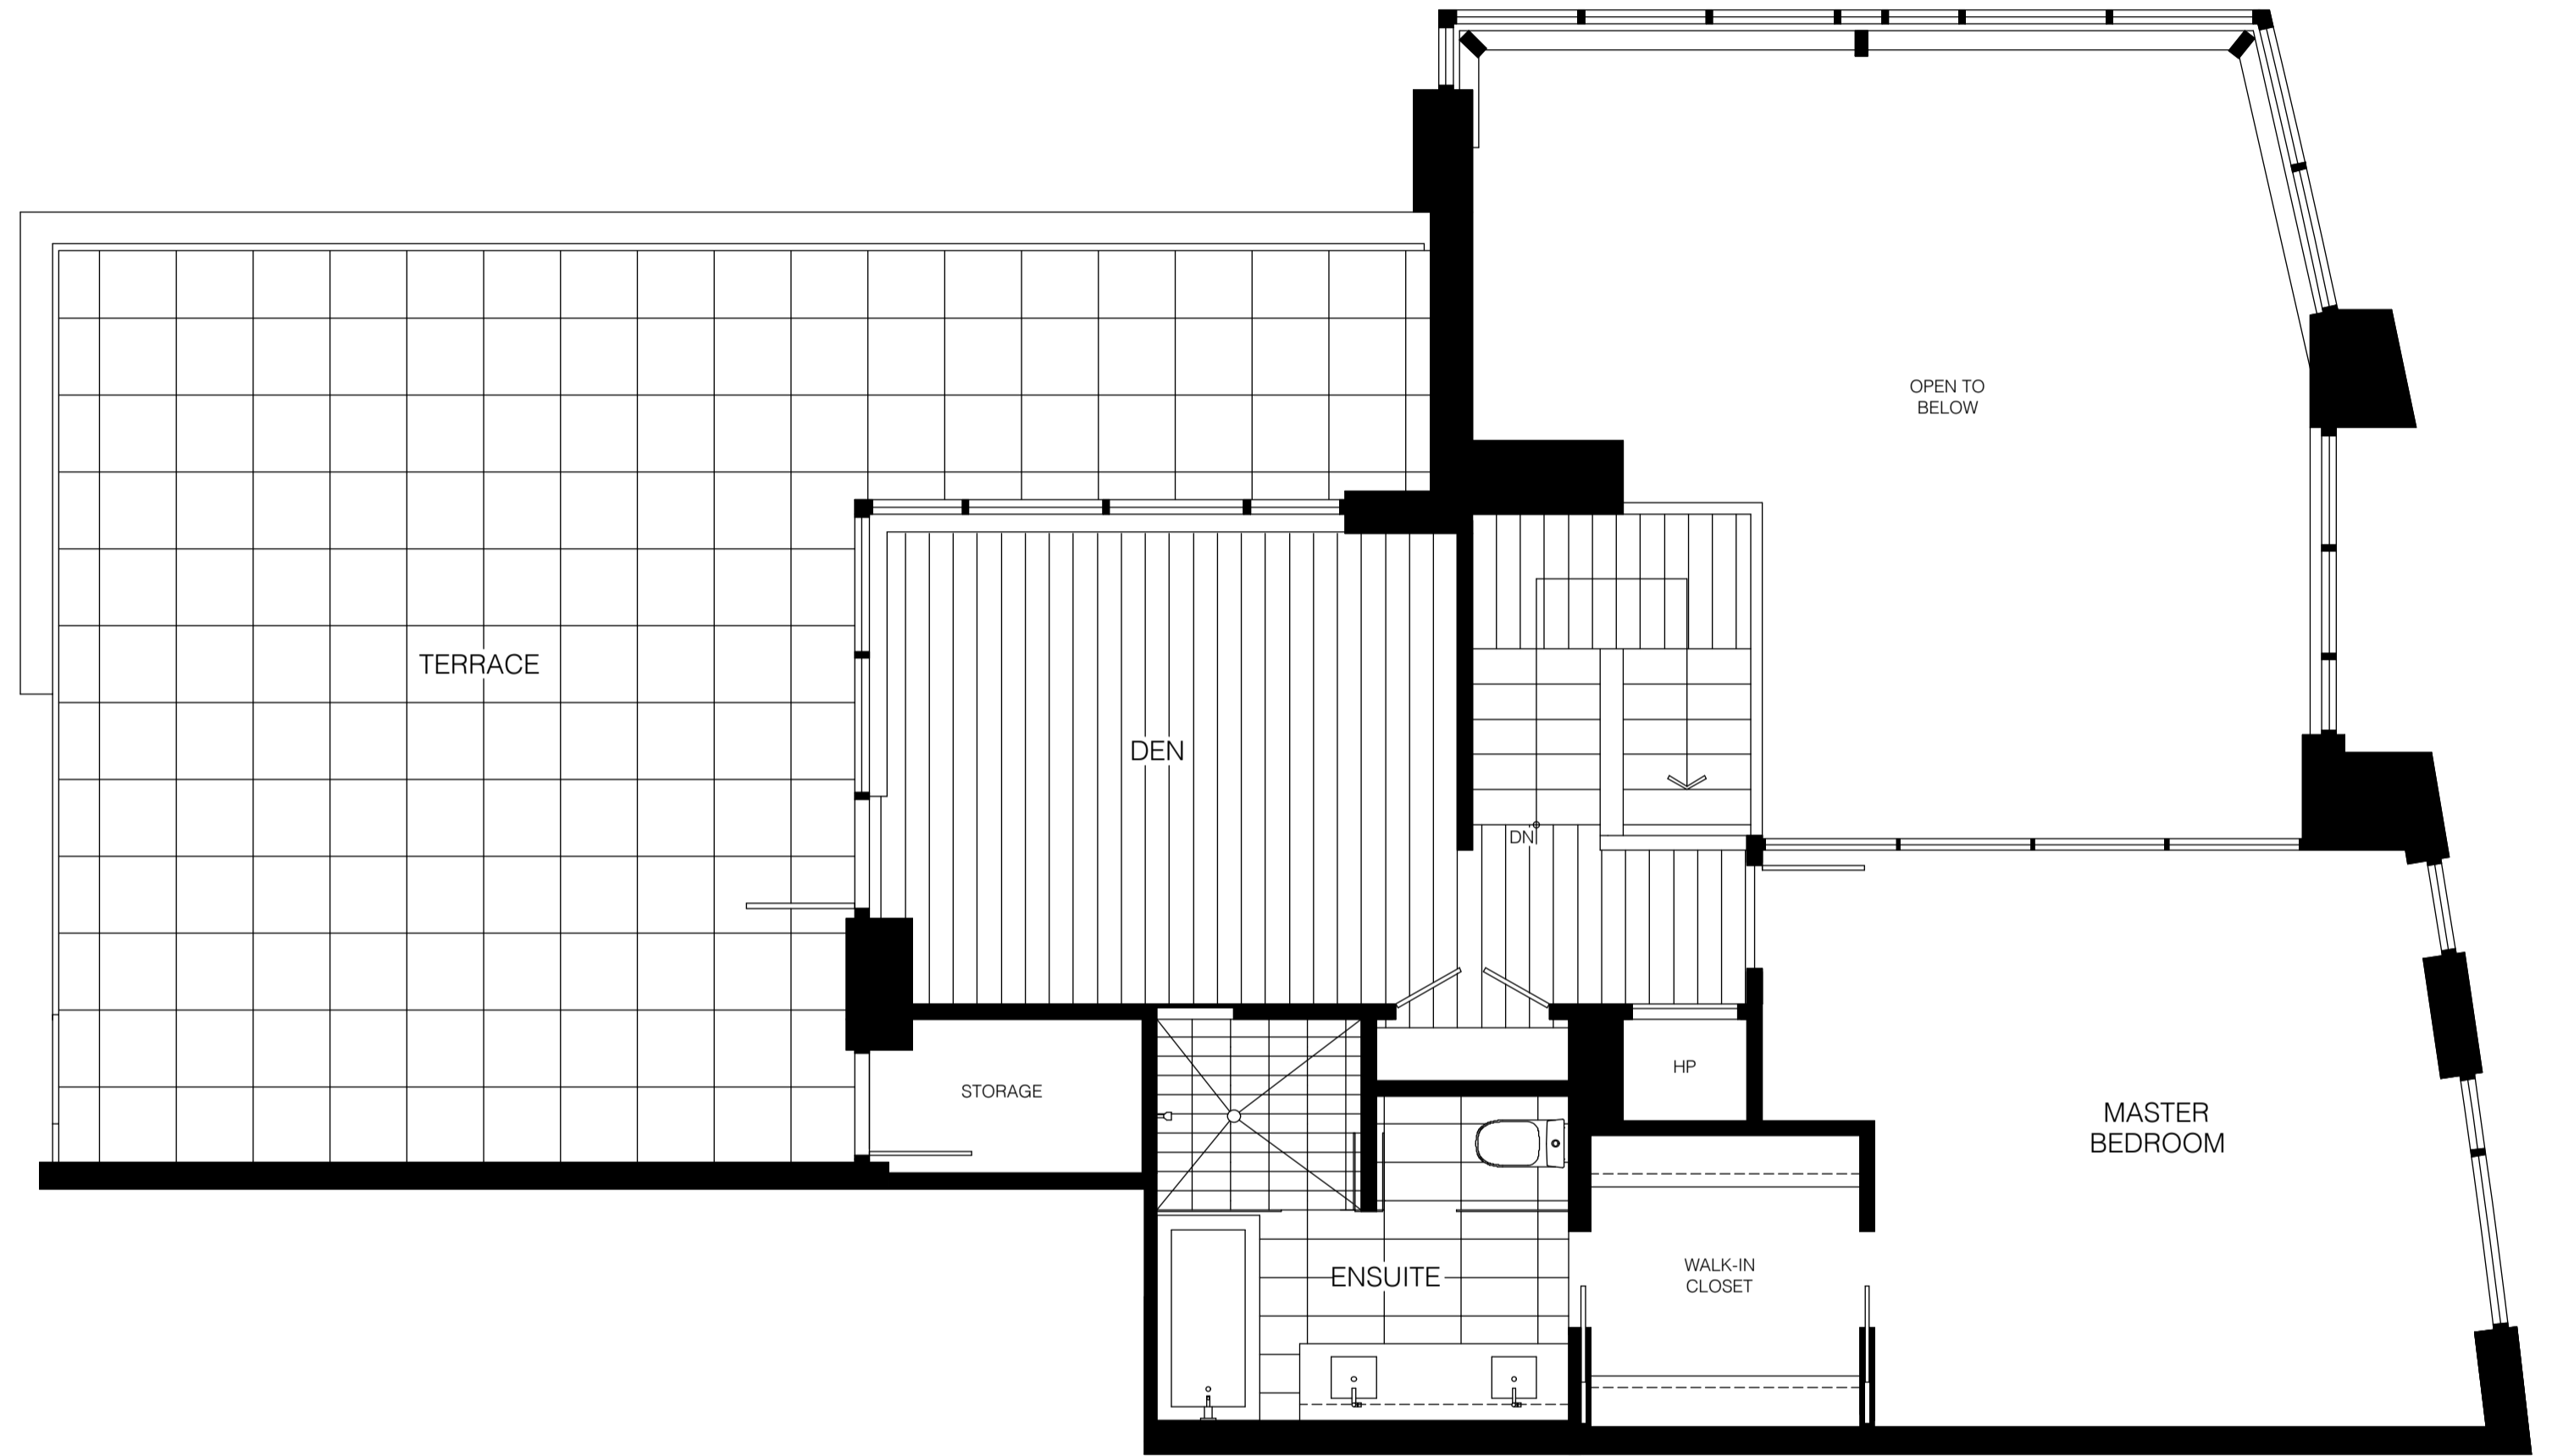 OPEN TO
BELOW
TERRACE
DEN
DN
STORAGE
HP
MASTER
BEDROOM
ENSUITE
WALK-IN
CLOSET